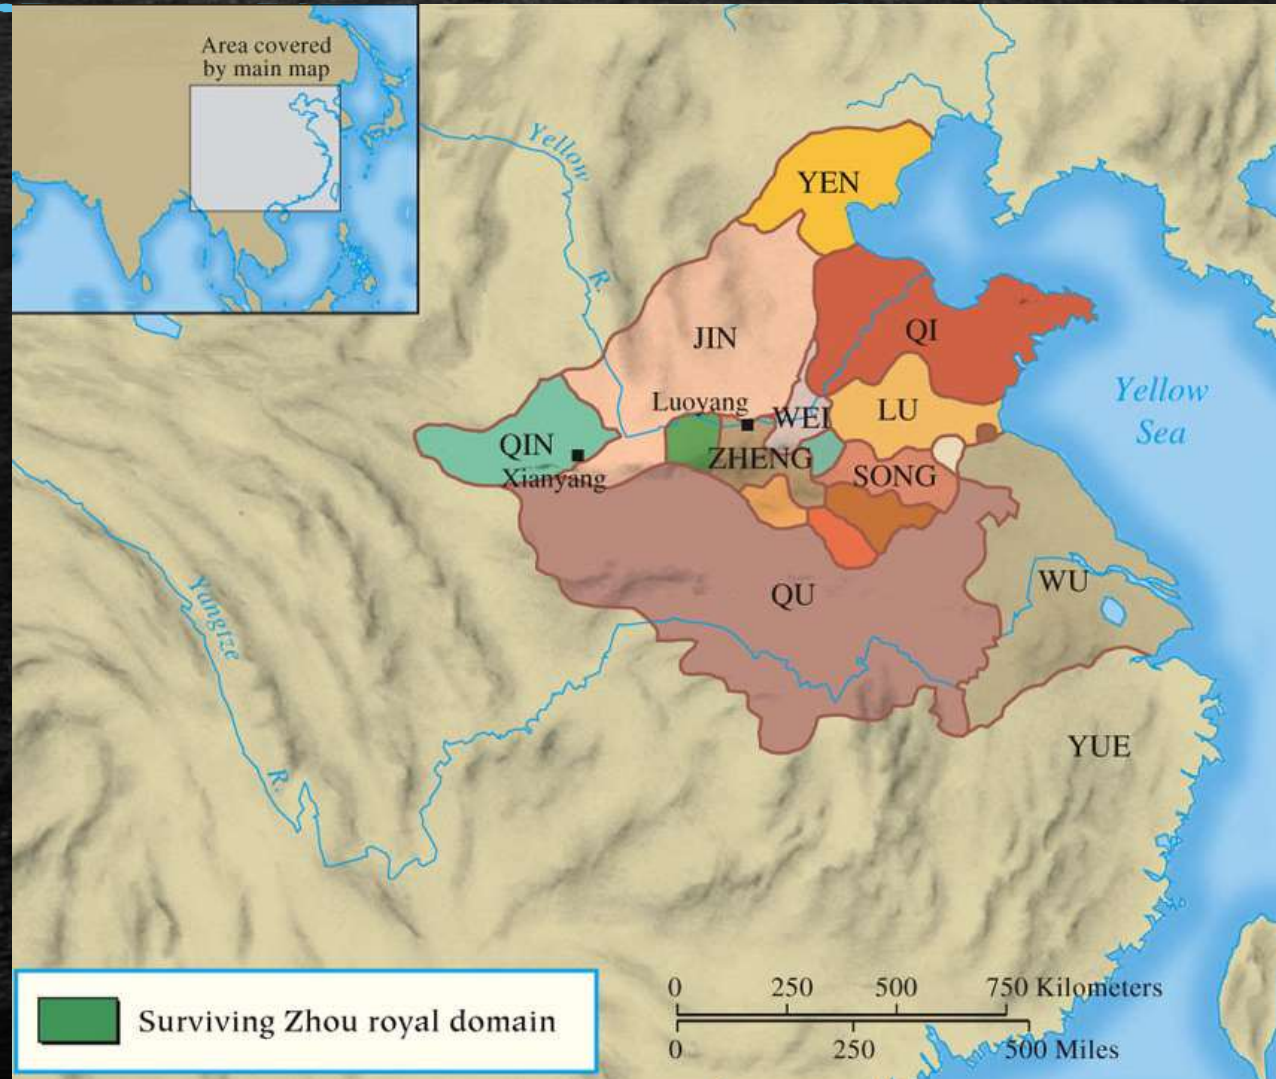 Area covered
by main map
Yellow
R.
YEN
JIN
QI
Yellow
Sea
Luoyang
WEI
LU
QIN
ZHENG
SONG
Xianyang
QU
WU
Yangtze
R.
YUE
Surviving Zhou royal domain
0 250 500 750 Kilometers
0 250 500 Miles